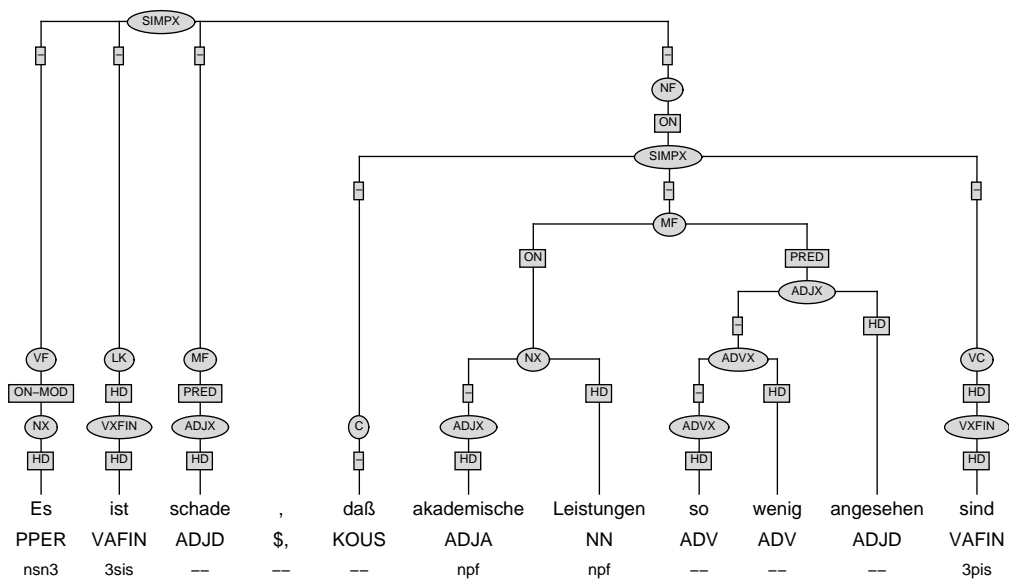 SIMPX
– – – –
NF
ON
SIMPX
– – –
MF
ON PRED
ADJX
– HD
VF LK MF NX ADVX VC
ON–MOD HD PRED – HD – HD HD
NX VXFIN ADJX C ADJX ADVX VXFIN
HD HD HD – HD HD HD
Es ist schade , daß akademische Leistungen so wenig angesehen sind
PPER VAFIN ADJD $, KOUS ADJA NN ADV ADV ADJD VAFIN
nsn3 3sis –– –– –– npf npf –– –– –– 3pis